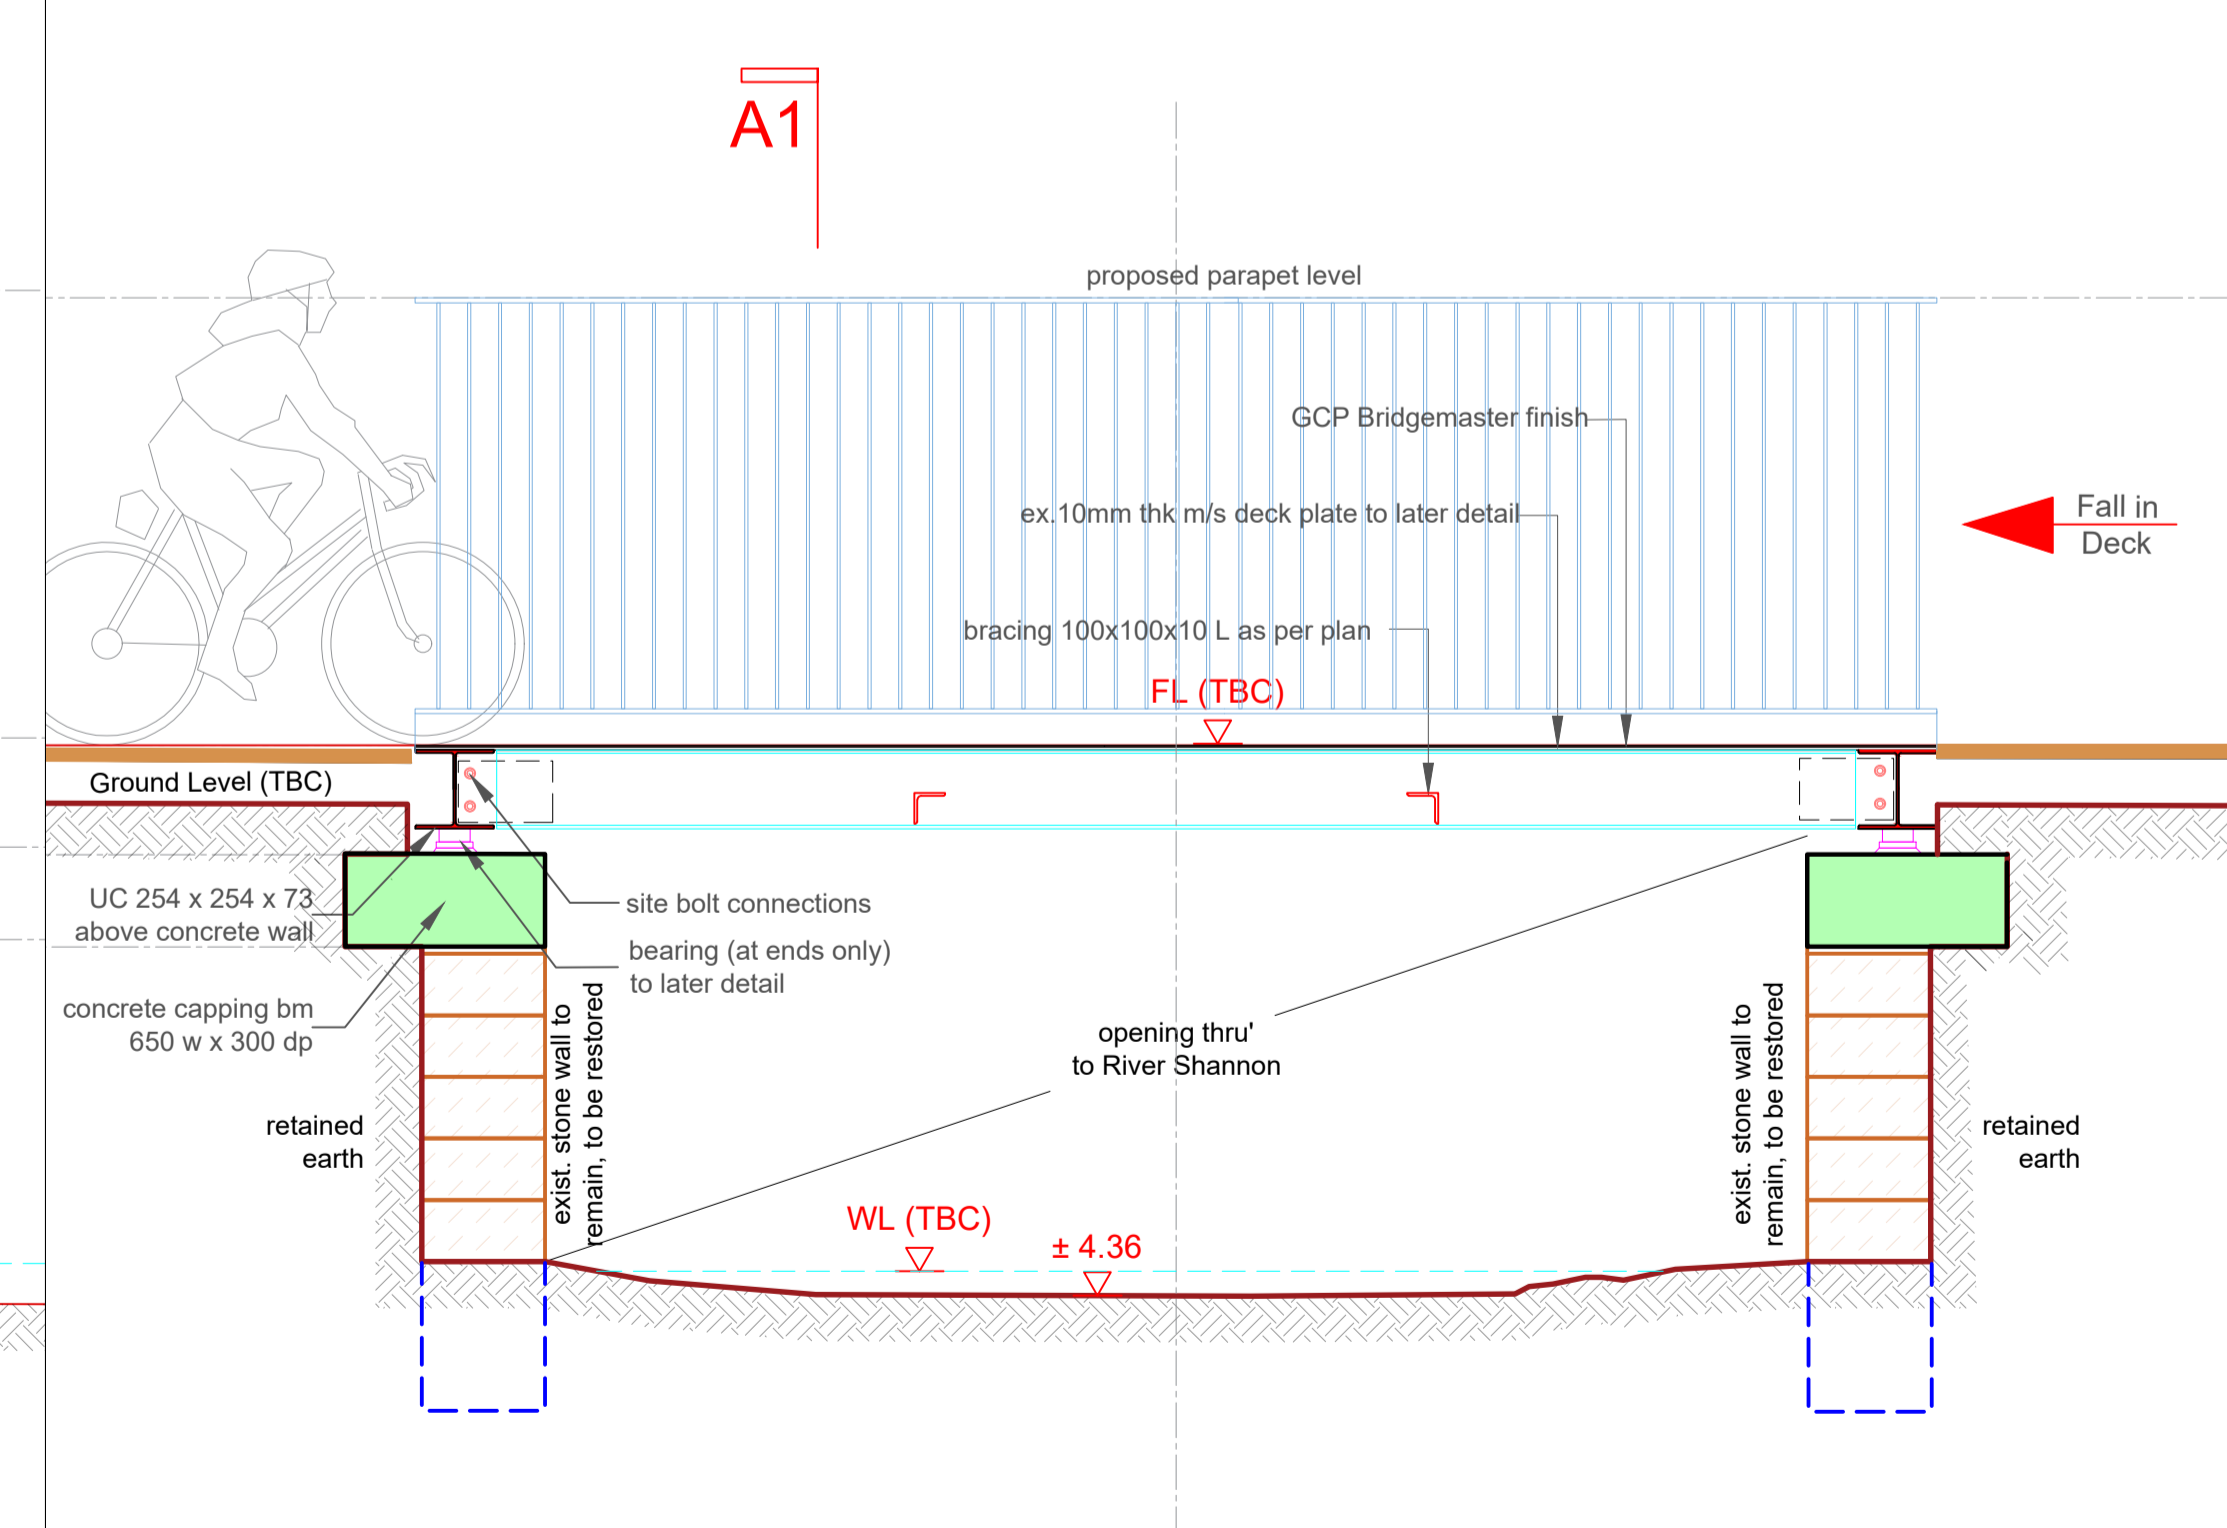 A1
proposed parapet level
GCP Bridgemaster finish
ex.10mm thk m/s deck plate to later detail
Fall in
Deck
bracing 100x100x10 L as per plan
FL (TBC)
Ground Level (TBC)
UC 254 x 254 x 73
above concrete wall
site bolt connections
bearing (at ends only)
to later detail
concrete capping bm
650 w x 300 dp
exist. stone wall to
remain, to be restored
opening thru'
to River Shannon
exist. stone wall to
remain, to be restored
retained
earth
retained
earth
WL (TBC)
± 4.36